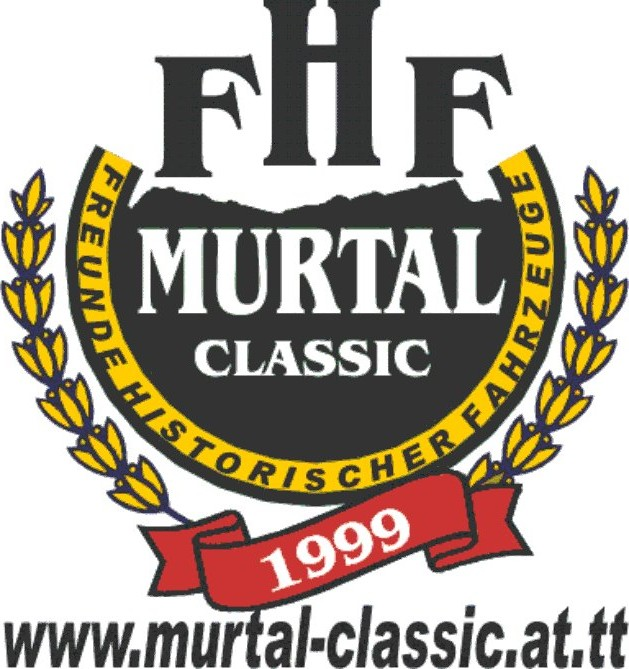 FHF
FREUNDE HISTORISCHER FAHRZEUGE
MURTAL
CLASSIC
1999
www.murtal-classic.at.tt